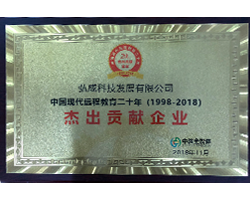 弘成科技发展有限公司
中国现代远程教育二十年 (1998-2018)
杰出贡献企业
2018年11月